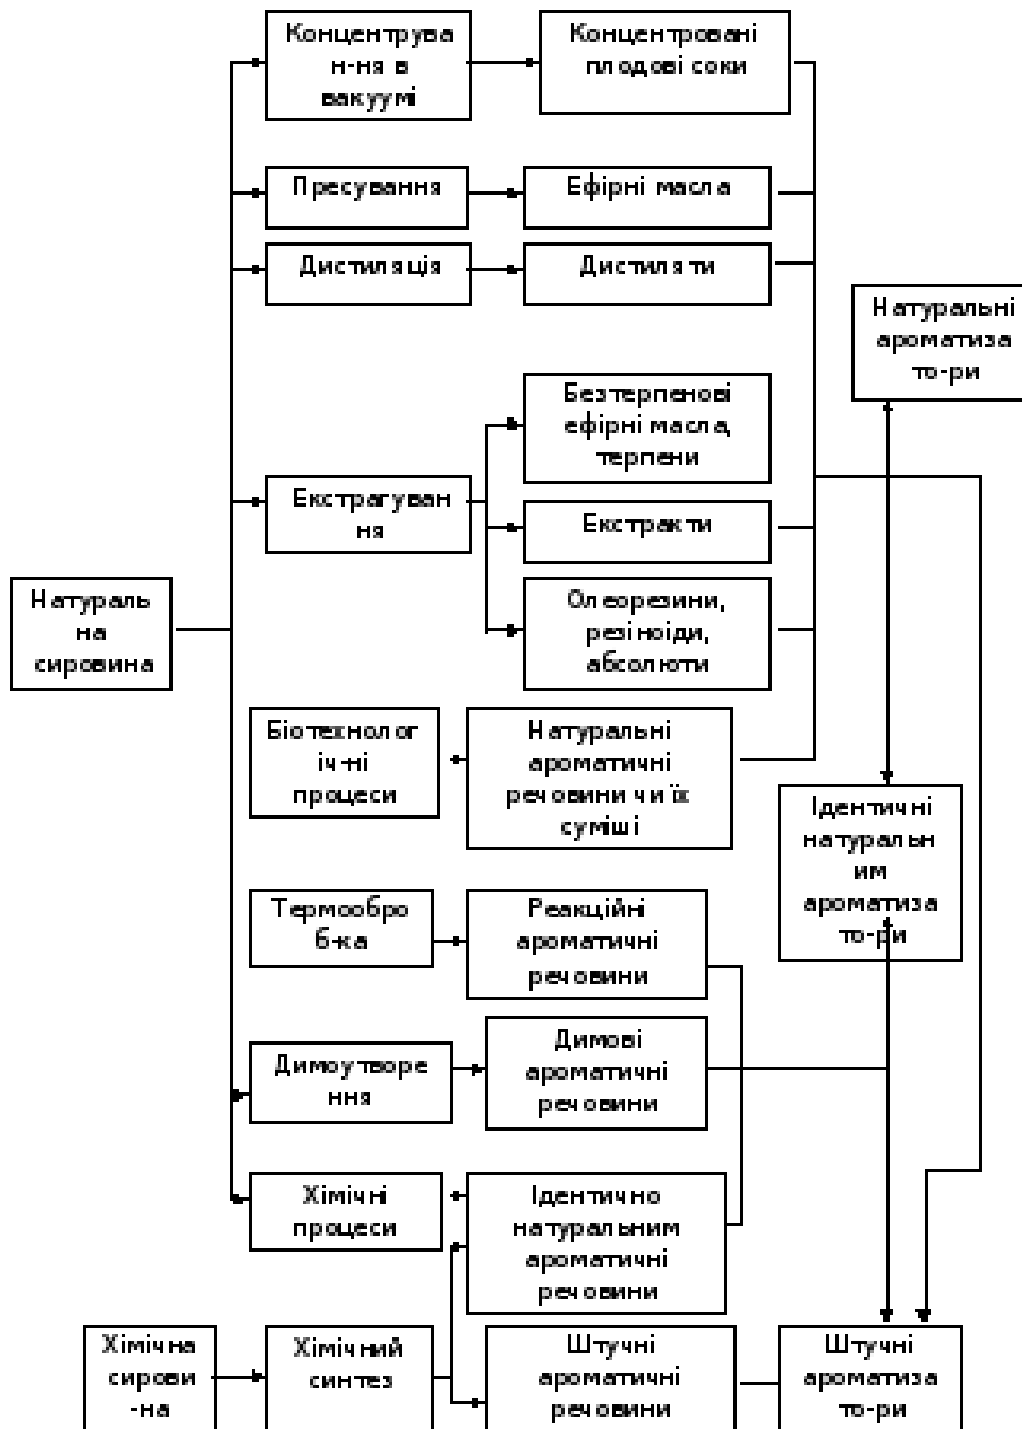 Концентрува
н-ня в
вакуумі
Концентровані
плодові соки
Пресування
Ефірні масла
Дистиляція
Дистиляти
Натуральні
ароматиза
то-ри
Безтерпенові
ефірні масла,
терпени
Екстрагуван
ня
Екстракти
Натураль
на
сировина
Олеорезини,
резіноїди,
абсолюти
Біотехнолог
іч-ні
процеси
Натуральні
ароматичні
речовини чи їх
суміші
Ідентичні
натуральн
им
ароматиза
то-ри
Термообро
б-ка
Реакційні
ароматичні
речовини
Димоутворе
ння
Димові
ароматичні
речовини
Хімічні
процеси
Ідентично
натуральним
ароматичні
речовини
Хімічна
сирови
-на
Хімічний
синтез
Штучні
ароматичні
речовини
Штучні
ароматиза
то-ри